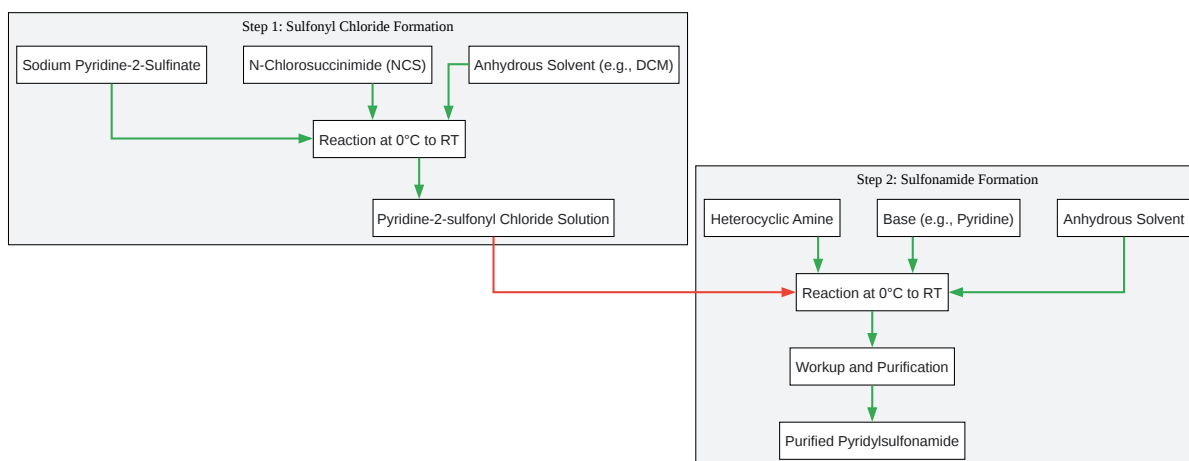 Step 1: Sulfonyl Chloride Formation
Sodium Pyridine-2-Sulfinate
N-Chlorosuccinimide (NCS)
Anhydrous Solvent (e.g., DCM)
Reaction at 0°C to RT
Pyridine-2-sulfonyl Chloride Solution
Step 2: Sulfonamide Formation
Heterocyclic Amine
Base (e.g., Pyridine)
Anhydrous Solvent
Reaction at 0°C to RT
Workup and Purification
Purified Pyridylsulfonamide